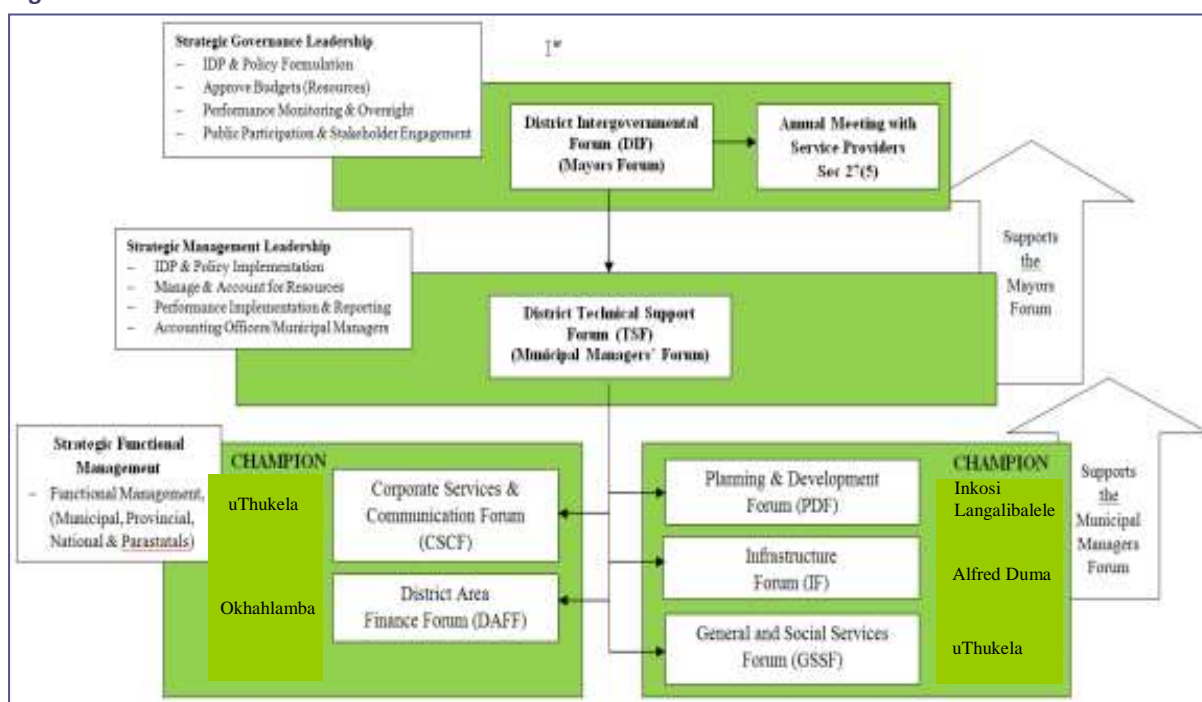 Strategic Governance Leadership
– IDP & Policy Formulation
– Approve Budgets (Resources)
– Performance Monitoring & Oversight
– Public Participation & Stakeholder Engagement
District Intergovernmental
Forum (DIF)
(Mayors Forum)
Annual Meeting with
Service Providers
Sec 27(5)
Supports
the
Mayors
Forum
Strategic Management Leadership
– IDP & Policy Implementation
– Manage & Account for Resources
– Performance Implementation & Reporting
– Accounting Officers/Municipal Managers
District Technical Support
Forum (TSF)
(Municipal Managers' Forum)
Strategic Functional
Management
– Functional Management,
(Municipal, Provincial,
National & Parastatals)
CHAMPION
uThukela
Corporate Services &
Communication Forum
(CSCF)
Okhahlamba
District Area
Finance Forum (DAFF)
Planning & Development
Forum (PDF)
CHAMPION
Inkosi
Langalibalele
Infrastructure
Forum (IF)
Alfred Duma
General and Social Services
Forum (GSSF)
uThukela
Supports
the
Municipal
Managers
Forum